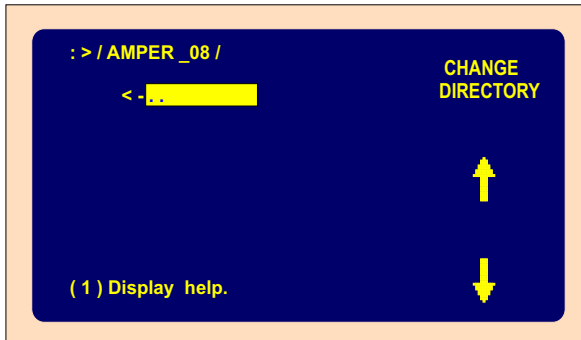 : > / AMPER _08 /
< - . .
CHANGE
DIRECTORY
( 1 ) Display help.